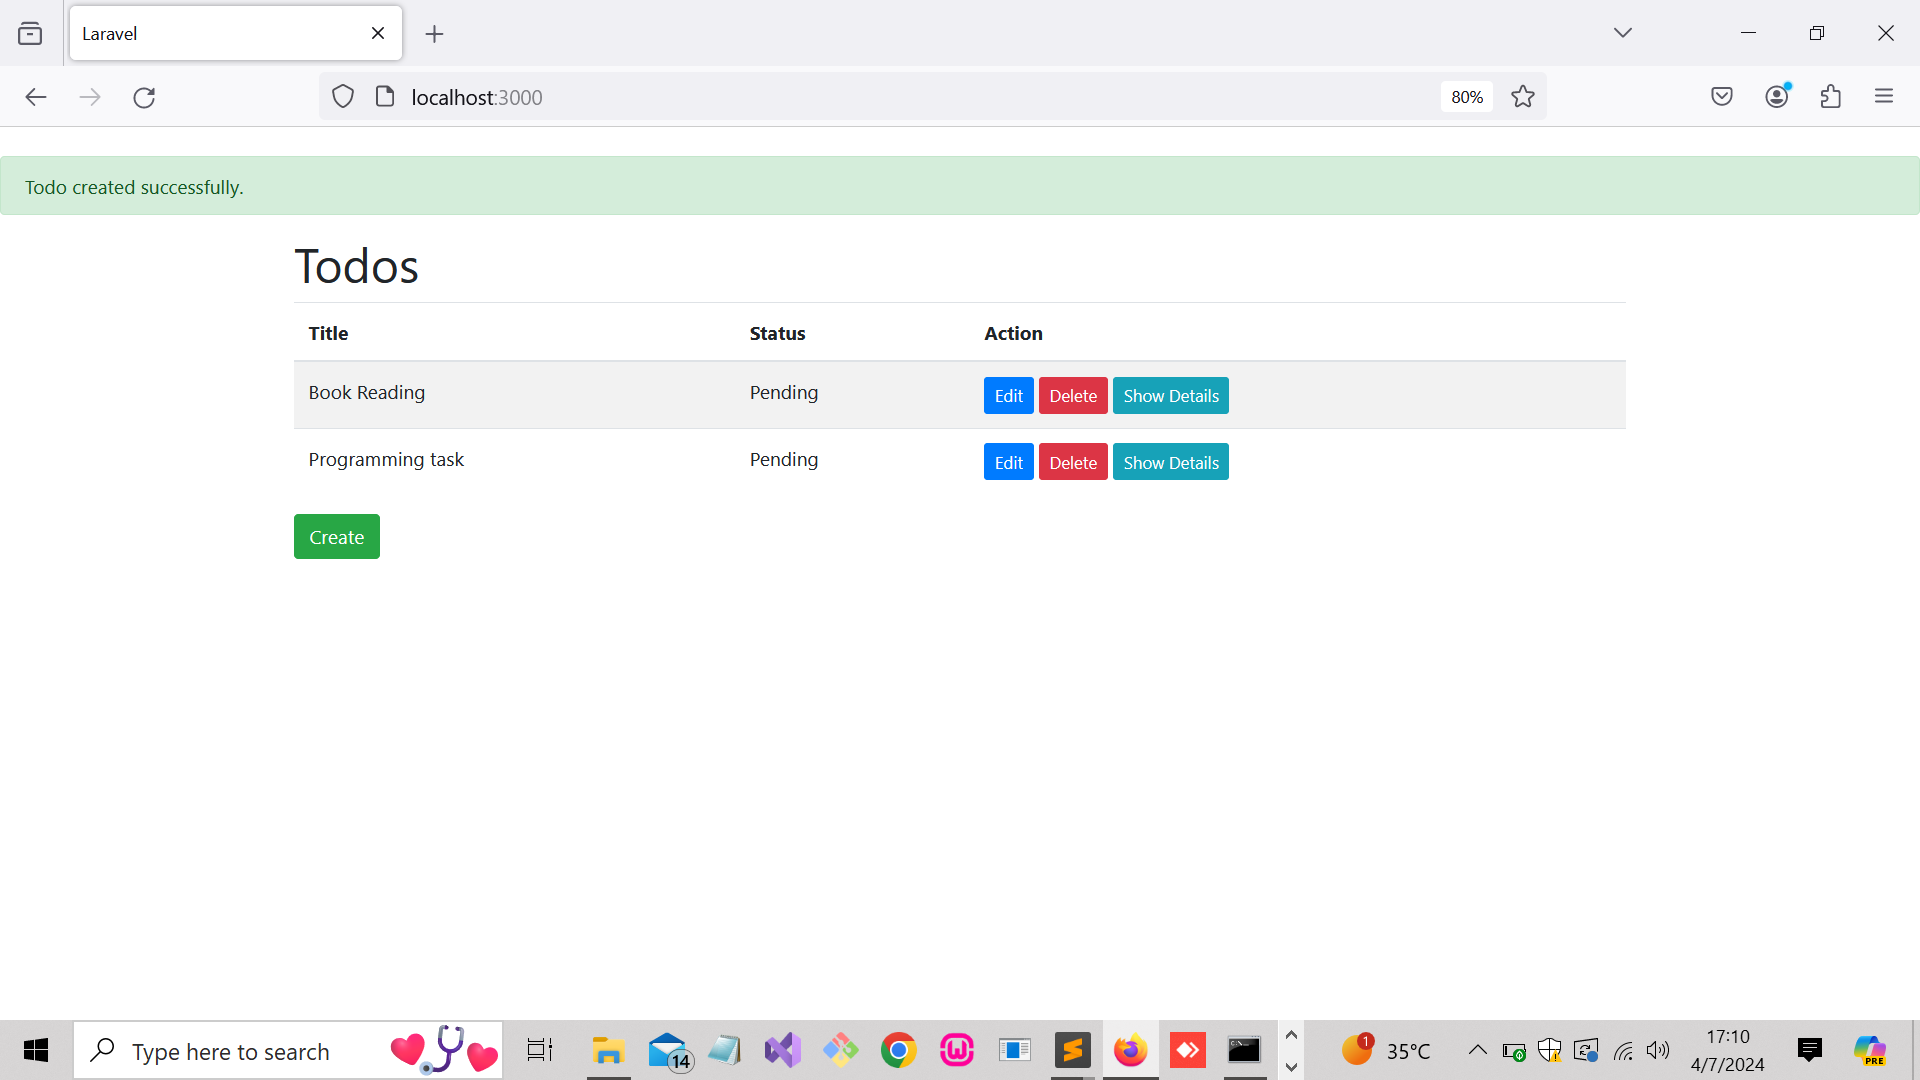 Laravel
localhost:3000
80%
Todo created successfully.
Todos
Title Status Action
Book Reading Pending Edit Delete Show Details
Programming task Pending Edit Delete Show Details
Create
Type here to search
14
1
35°C
17:10
4/7/2024
PRE